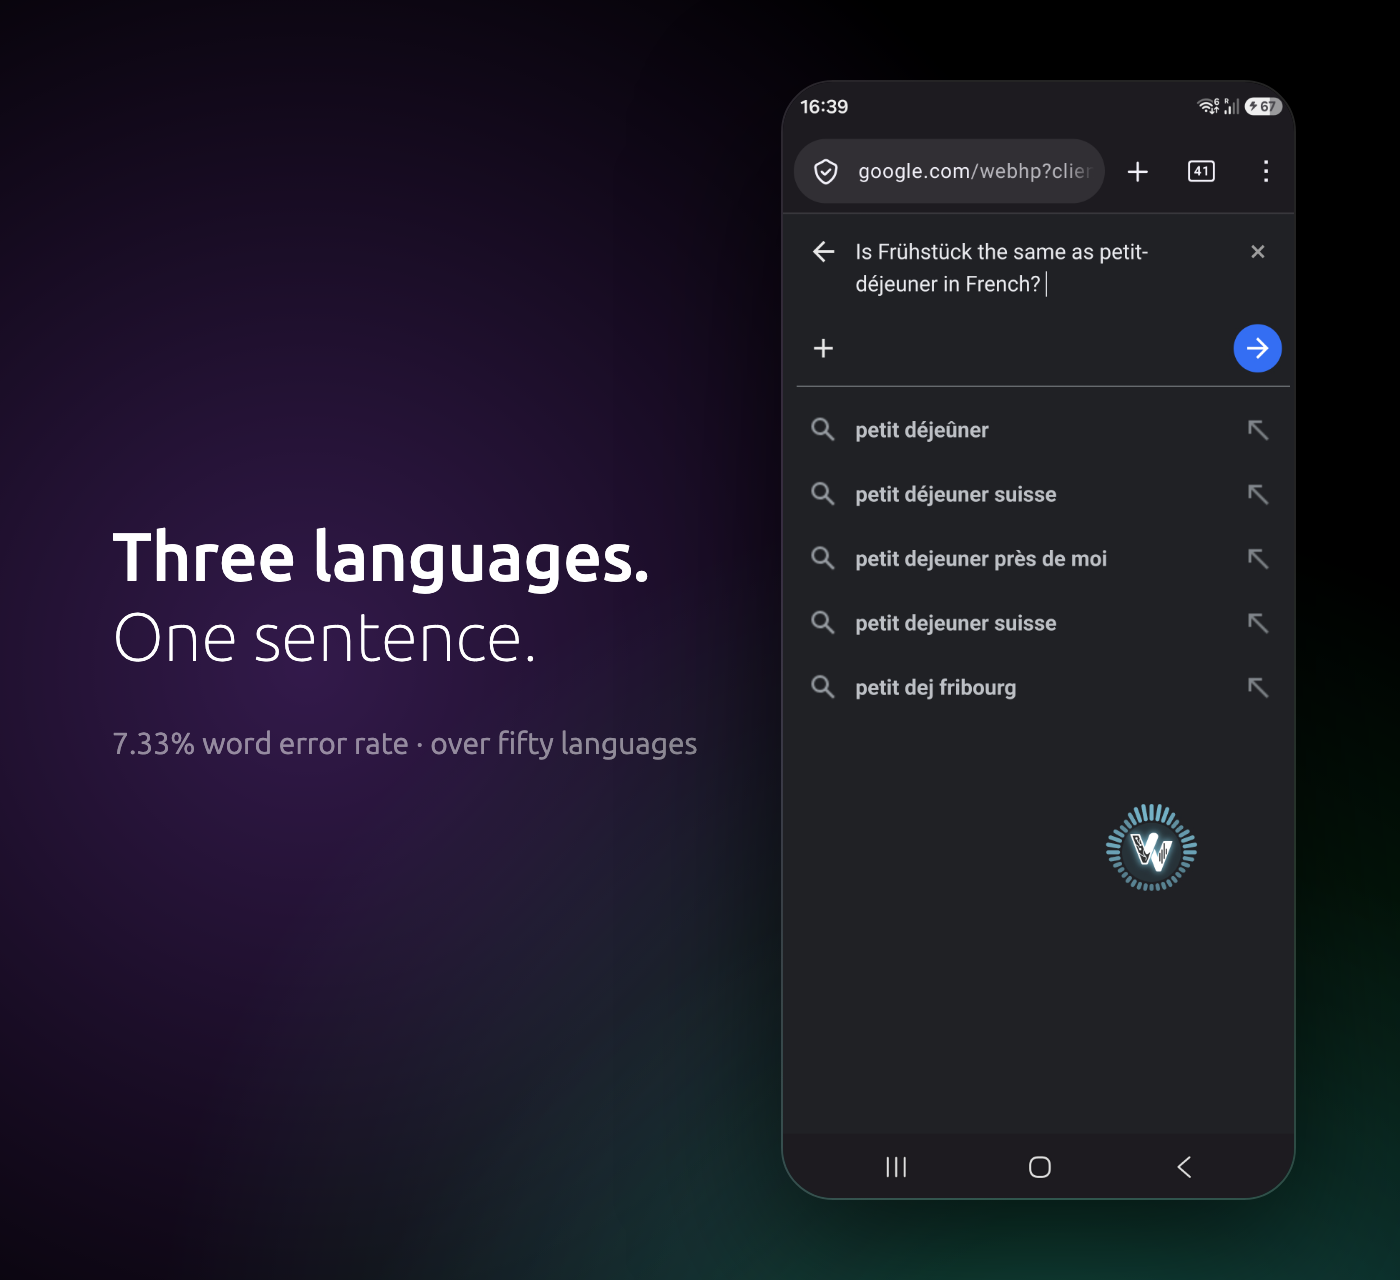 Three languages.
One sentence.
7.33% word error rate · over fifty languages
16:39
67
google.com/webhp?clien
41
Is Frühstück the same as petit-
déjeuner in French?
petit déjeûner
petit déjeuner suisse
petit dejeuner près de moi
petit dejeuner suisse
petit dej fribourg